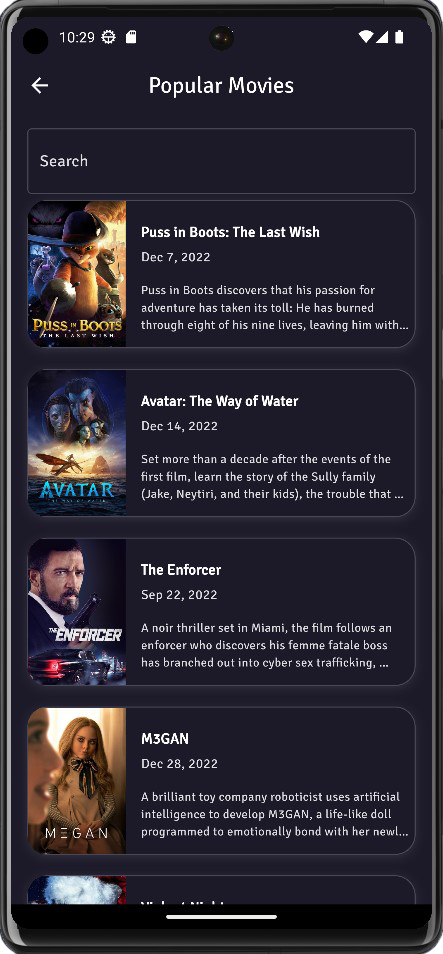 10:29
Popular Movies
Search
PUSS IN BOOTS
THE LAST WISH
Puss in Boots: The Last Wish
Dec 7, 2022
Puss in Boots discovers that his passion for
adventure has taken its toll: He has burned
through eight of his nine lives, leaving him with...
AVATAR
Avatar: The Way of Water
Dec 14, 2022
Set more than a decade after the events of the
first film, learn the story of the Sully family
(Jake, Neytiri, and their kids), the trouble that ...
THE ENFORCER
The Enforcer
Sep 22, 2022
A noir thriller set in Miami, the film follows an
enforcer who discovers his femme fatale boss
has branched out into cyber sex trafficking, ...
M3GAN
M3GAN
Dec 28, 2022
A brilliant toy company roboticist uses artificial
intelligence to develop M3GAN, a life-like doll
programmed to emotionally bond with her newl...